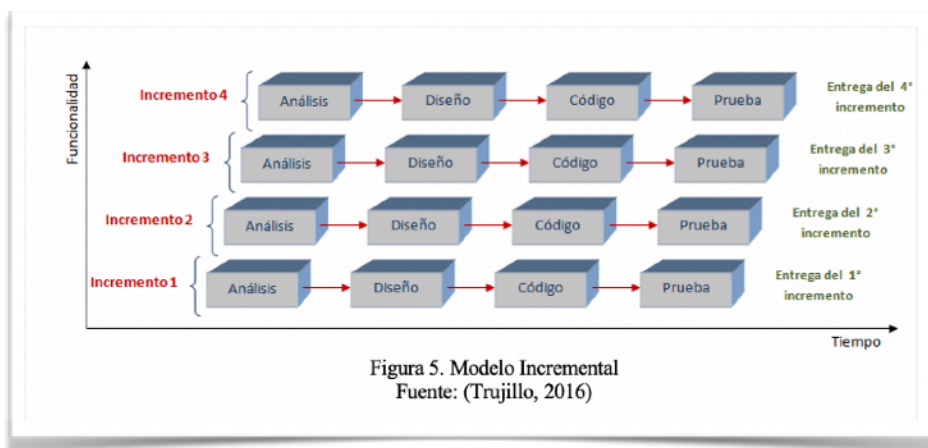 Funcionalidad
Incremento 4
Análisis
Diseño
Código
Prueba
Entrega del 4°
incremento
Incremento 3
Análisis
Diseño
Código
Prueba
Entrega del 3°
incremento
Incremento 2
Análisis
Diseño
Código
Prueba
Entrega del 2°
incremento
Incremento 1
Análisis
Diseño
Código
Prueba
Entrega del 1°
incremento
Tiempo
Figura 5. Modelo Incremental
Fuente: (Trujillo, 2016)